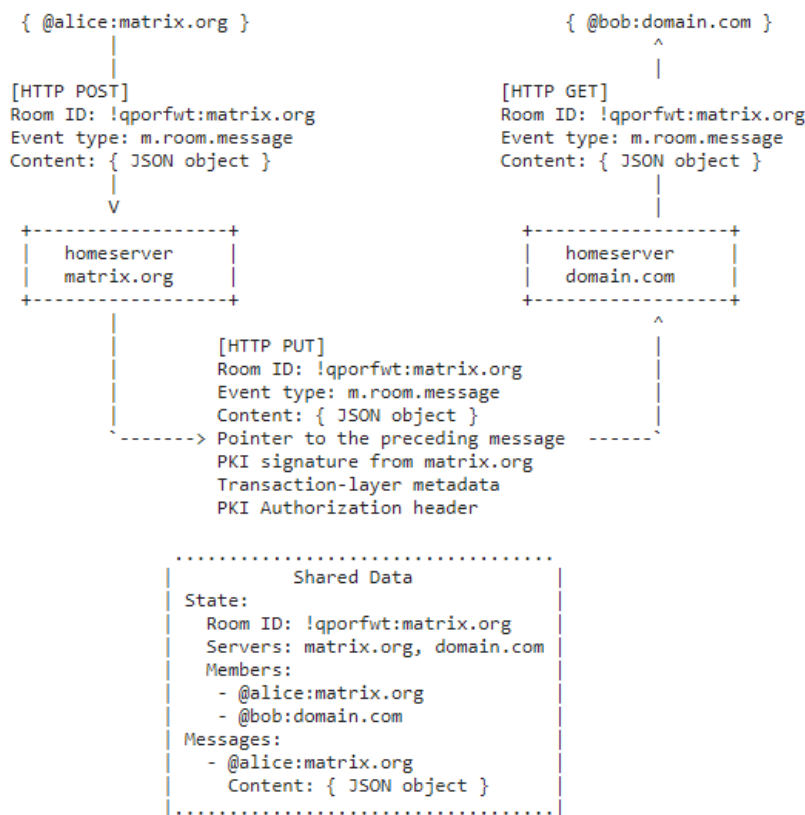 { @alice:matrix.org }                             { @bob:domain.com }
         |                                                 ^
         |                                                 |
[HTTP POST]                                  [HTTP GET]
Room ID: !qporfwt:matrix.org                 Room ID: !qporfwt:matrix.org
Event type: m.room.message                   Event type: m.room.message
Content: { JSON object }                     Content: { JSON object }
         |                                                 |
         V                                                 |
 +------------------+                          +------------------+
 |   homeserver     |                          |   homeserver     |
 |   matrix.org     |                          |   domain.com     |
 +------------------+                          +------------------+
         |                                                 ^
         |         [HTTP PUT]                              |
         |         Room ID: !qporfwt:matrix.org            |
         |         Event type: m.room.message              |
         |         Content: { JSON object }                |
         `-------> Pointer to the preceding message  ------`
                   PKI signature from matrix.org
                   Transaction-layer metadata
                   PKI Authorization header

               ...................................
              |           Shared Data             |
              | State:                            |
              |   Room ID: !qporfwt:matrix.org    |
              |   Servers: matrix.org, domain.com |
              |   Members:                        |
              |    - @alice:matrix.org            |
              |    - @bob:domain.com              |
              | Messages:                         |
              |   - @alice:matrix.org             |
              |     Content: { JSON object }      |
              |...................................|